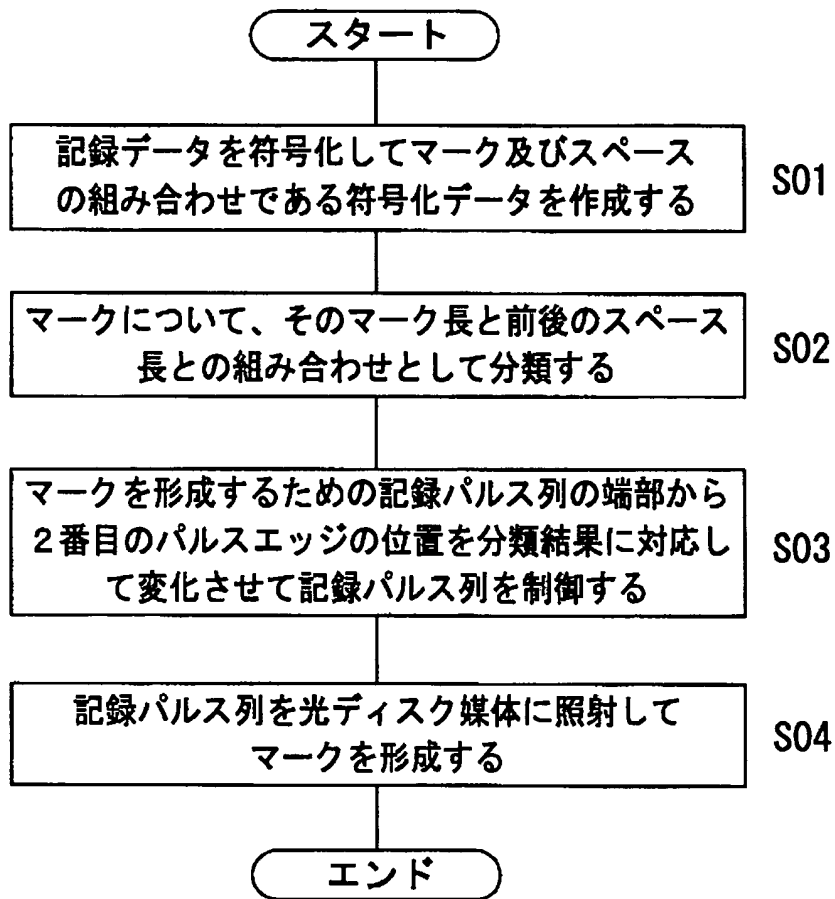 スタート
記録データを符号化してマーク及びスペース
の組み合わせである符号化データを作成する
S01
マークについて、そのマーク長と前後のスペース
長との組み合わせとして分類する
S02
マークを形成するための記録パルス列の端部から
２番目のパルスエッジの位置を分類結果に対応し
て変化させて記録パルス列を制御する
S03
記録パルス列を光ディスク媒体に照射して
マークを形成する
S04
エンド